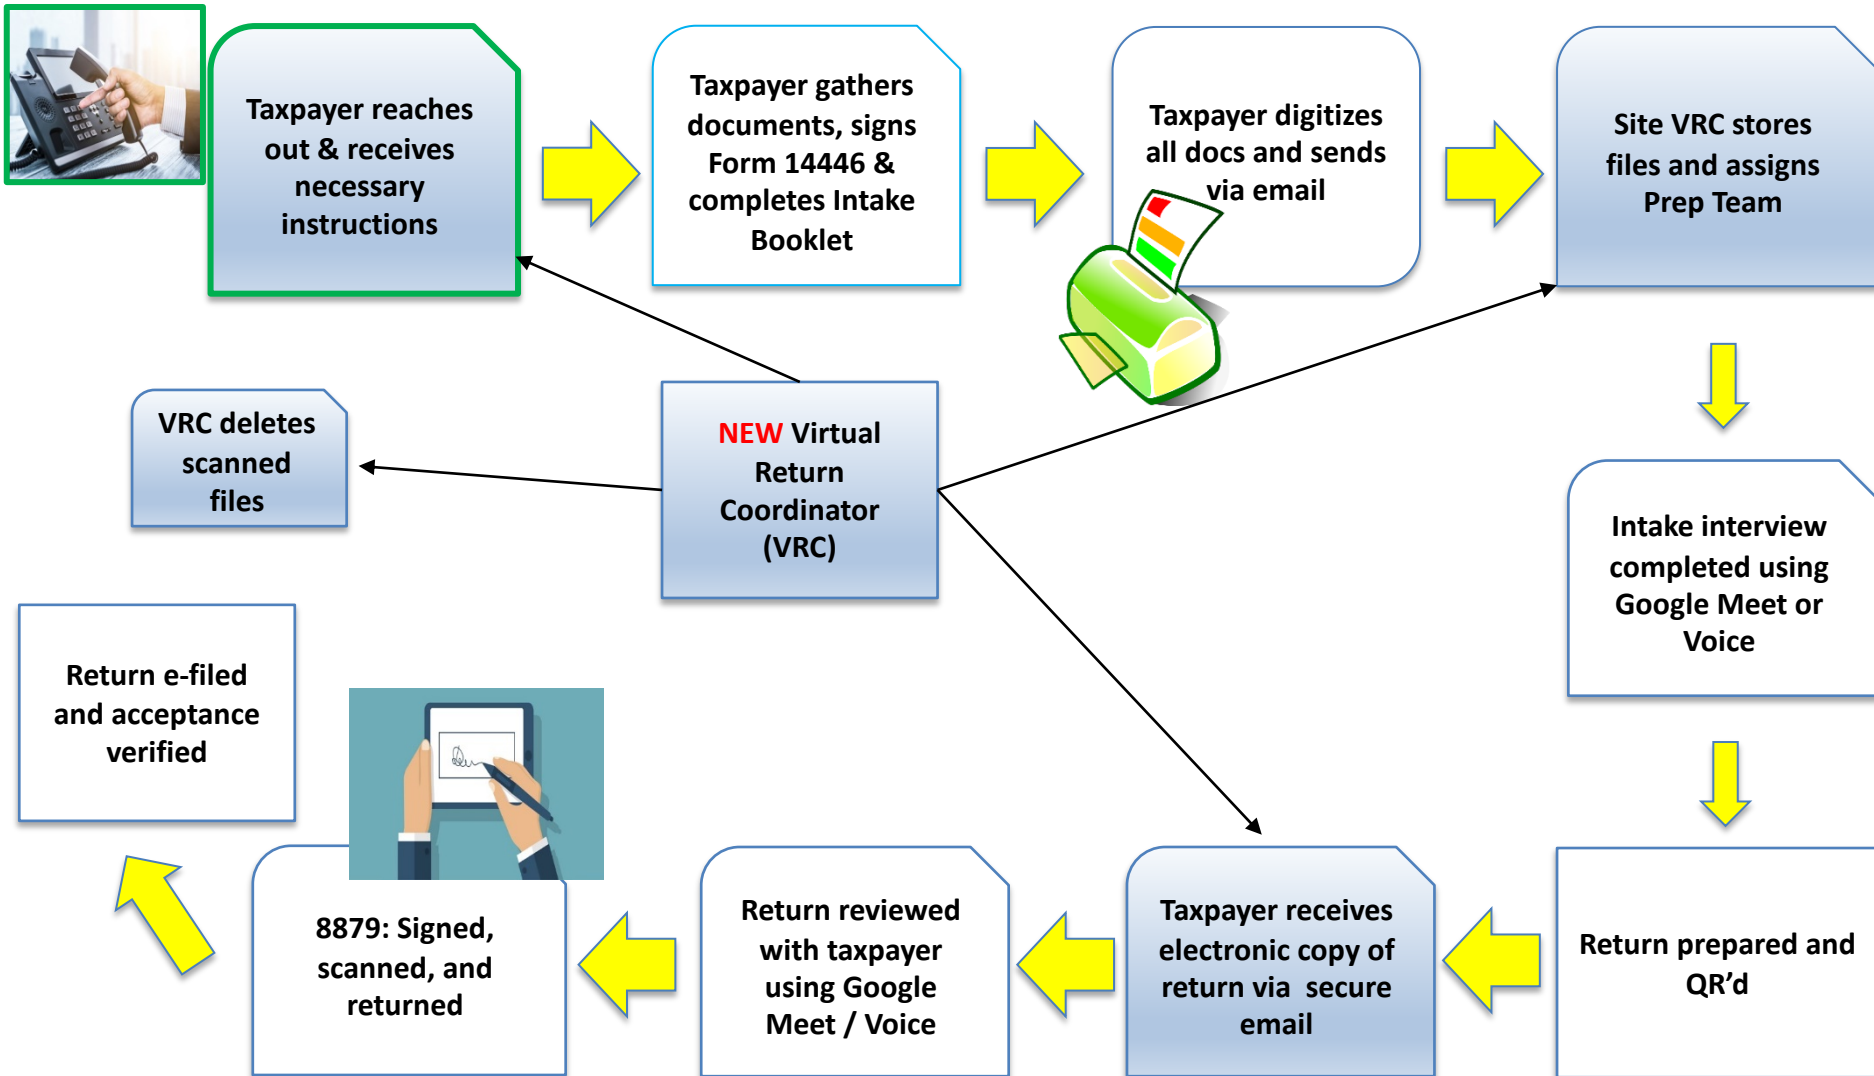 Taxpayer reaches
out & receives
necessary
instructions
Taxpayer gathers
documents, signs
Form 14446 &
completes Intake
Booklet
Taxpayer digitizes
all docs and sends
via email
Site VRC stores
files and assigns
Prep Team
VRC deletes
scanned
files
NEW Virtual
Return
Coordinator
(VRC)
Intake interview
completed using
Google Meet or
Voice
Return e-filed
and acceptance
verified
8879: Signed,
scanned, and
returned
Return reviewed
with taxpayer
using Google
Meet / Voice
Taxpayer receives
electronic copy of
return via  secure
email
Return prepared and
QR’d